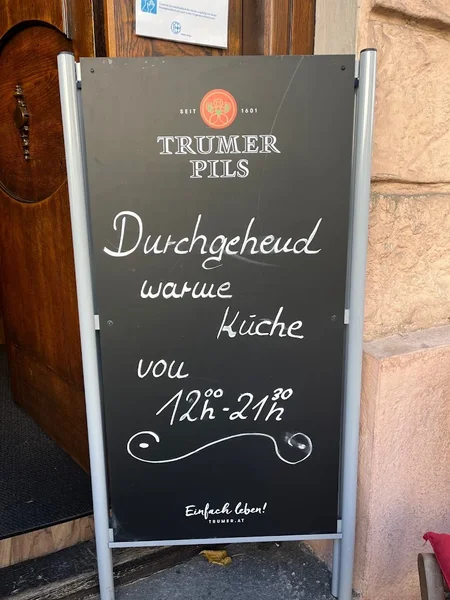 SEIT 1601
TRUMER
PILS
Durchgehend
warme
Küche
von
12h00-21h30
Einfach leben!
TRUMER.AT